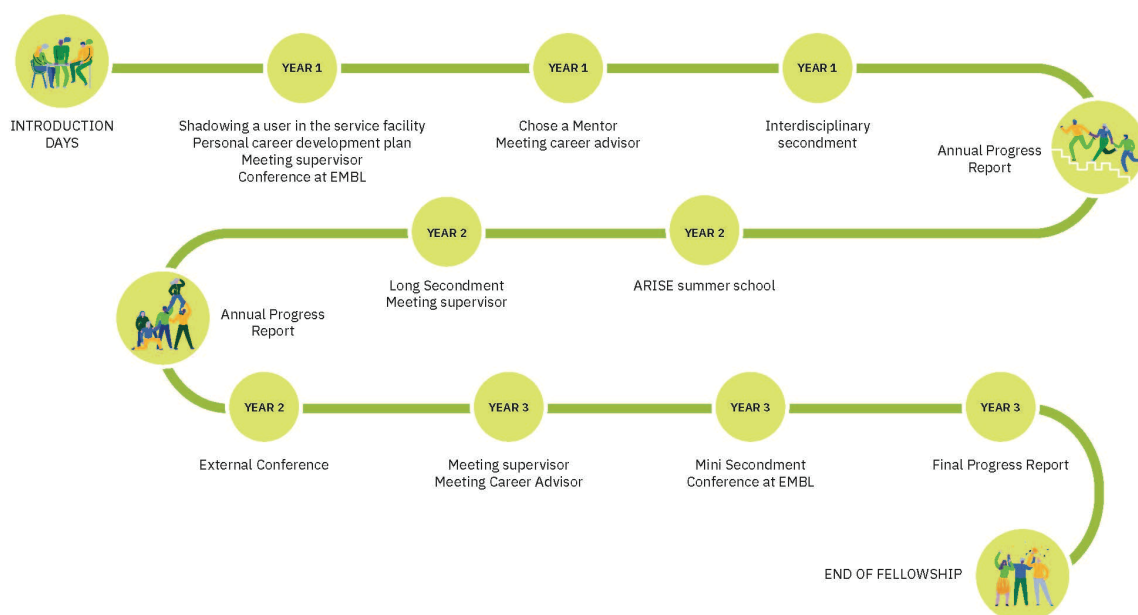 YEAR 1
YEAR 1
YEAR 1
INTRODUCTION
DAYS
Shadowing a user in the service facility
Personal career development plan
Meeting supervisor
Conference at EMBL
Chose a Mentor
Meeting career advisor
Interdisciplinary
secondment
Annual Progress
Report
YEAR 2
YEAR 2
ARISE summer school
Long Secondment
Meeting supervisor
Annual Progress
Report
YEAR 2
External Conference
YEAR 3
Meeting supervisor
Meeting Career Advisor
YEAR 3
Mini Secondment
Conference at EMBL
YEAR 3
Final Progress Report
END OF FELLOWSHIP